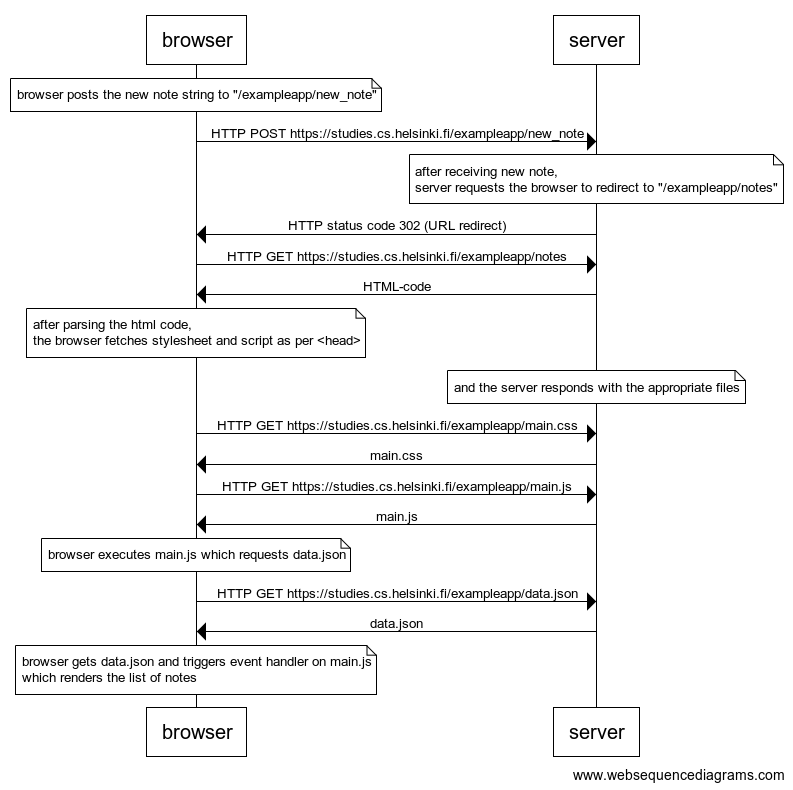 browser
server
browser posts the new note string to "/exampleapp/new_note"
HTTP POST https://studies.cs.helsinki.fi/exampleapp/new_note
after receiving new note,
server requests the browser to redirect to "/exampleapp/notes"
HTTP status code 302 (URL redirect)
HTTP GET https://studies.cs.helsinki.fi/exampleapp/notes
HTML-code
after parsing the html code,
the browser fetches stylesheet and script as per <head>
and the server responds with the appropriate files
HTTP GET https://studies.cs.helsinki.fi/exampleapp/main.css
main.css
HTTP GET https://studies.cs.helsinki.fi/exampleapp/main.js
main.js
browser executes main.js which requests data.json
HTTP GET https://studies.cs.helsinki.fi/exampleapp/data.json
data.json
browser gets data.json and triggers event handler on main.js
which renders the list of notes
browser
server
www.websequencediagrams.com